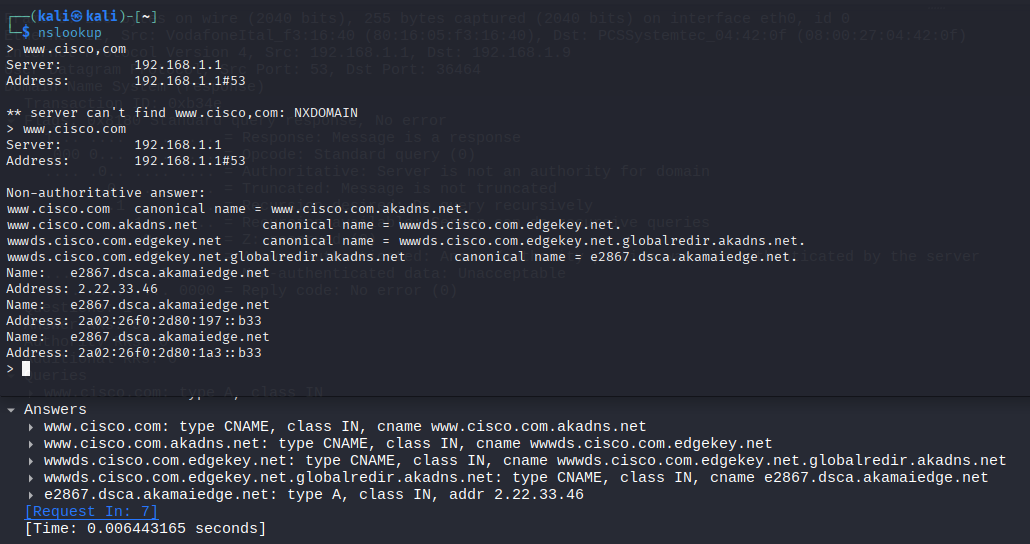 ┌──(kali㉿kali)-[~]
└─$ nslookup
> www.cisco,com
Server:         192.168.1.1
Address:        192.168.1.1#53

** server can't find www.cisco,com: NXDOMAIN
> www.cisco.com
Server:         192.168.1.1
Address:        192.168.1.1#53

Non-authoritative answer:
www.cisco.com   canonical name = www.cisco.com.akadns.net.
www.cisco.com.akadns.net        canonical name = wwwds.cisco.com.edgekey.net.
wwwds.cisco.com.edgekey.net     canonical name = wwwds.cisco.com.edgekey.net.globalredir.akadns.net.
wwwds.cisco.com.edgekey.net.globalredir.akadns.net      canonical name = e2867.dsca.akamaiedge.net.
Name:   e2867.dsca.akamaiedge.net
Address: 2.22.33.46
Name:   e2867.dsca.akamaiedge.net
Address: 2a02:26f0:2d80:197::b33
Name:   e2867.dsca.akamaiedge.net
Address: 2a02:26f0:2d80:1a3::b33
>
Answers
www.cisco.com: type CNAME, class IN, cname www.cisco.com.akadns.net
www.cisco.com.akadns.net: type CNAME, class IN, cname wwwds.cisco.com.edgekey.net
wwwds.cisco.com.edgekey.net: type CNAME, class IN, cname wwwds.cisco.com.edgekey.net.globalredir.akadns.net
wwwds.cisco.com.edgekey.net.globalredir.akadns.net: type CNAME, class IN, cname e2867.dsca.akamaiedge.net
e2867.dsca.akamaiedge.net: type A, class IN, addr 2.22.33.46
[Request In: 7]
[Time: 0.006443165 seconds]